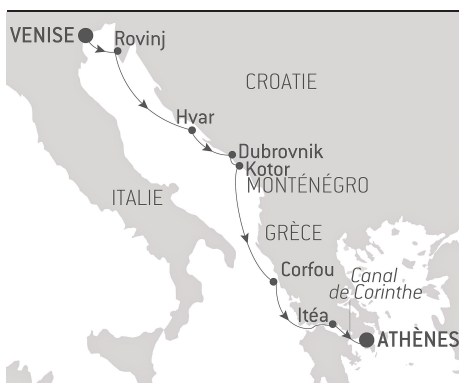 VENISE
Rovinj
CROATIE
Hvar
Dubrovnik
Kotor
MONTÉNÉGRO
ITALIE
GRÈCE
Corfou
Canal
de Corinthe
Itéa
ATHÈNES